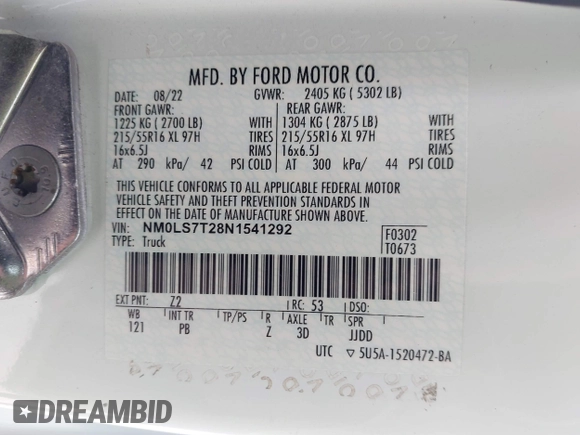 MFD. BY FORD MOTOR CO.
DATE: 08/22 GVWR: 2405 KG ( 5302 LB)
FRONT GAWR: REAR GAWR:
1225 KG ( 2700 LB) WITH 1304 KG ( 2875 LB) WITH
215/55R16 XL 97H TIRES 215/55R16 XL 97H TIRES
16x6.5J RIMS 16x6.5J RIMS
AT 290 kPa/ 42 PSI COLD AT 300 kPa/ 44 PSI COLD
THIS VEHICLE CONFORMS TO ALL APPLICABLE FEDERAL MOTOR
VEHICLE SAFETY AND THEFT PREVENTION STANDARDS IN
EFFECT ON THE DATE OF MANUFACTURE SHOWN ABOVE.
VIN: NM0LS7T28N1541292 F0302
TYPE: Truck T0673
EXT PNT: Z2 RC: 53 DSO:
WB INT TR TP/PS R AXLE TR SPR
121 PB Z 3D JJDD
UTC ▽ 5U5A-1520472-BA
DREAMBID